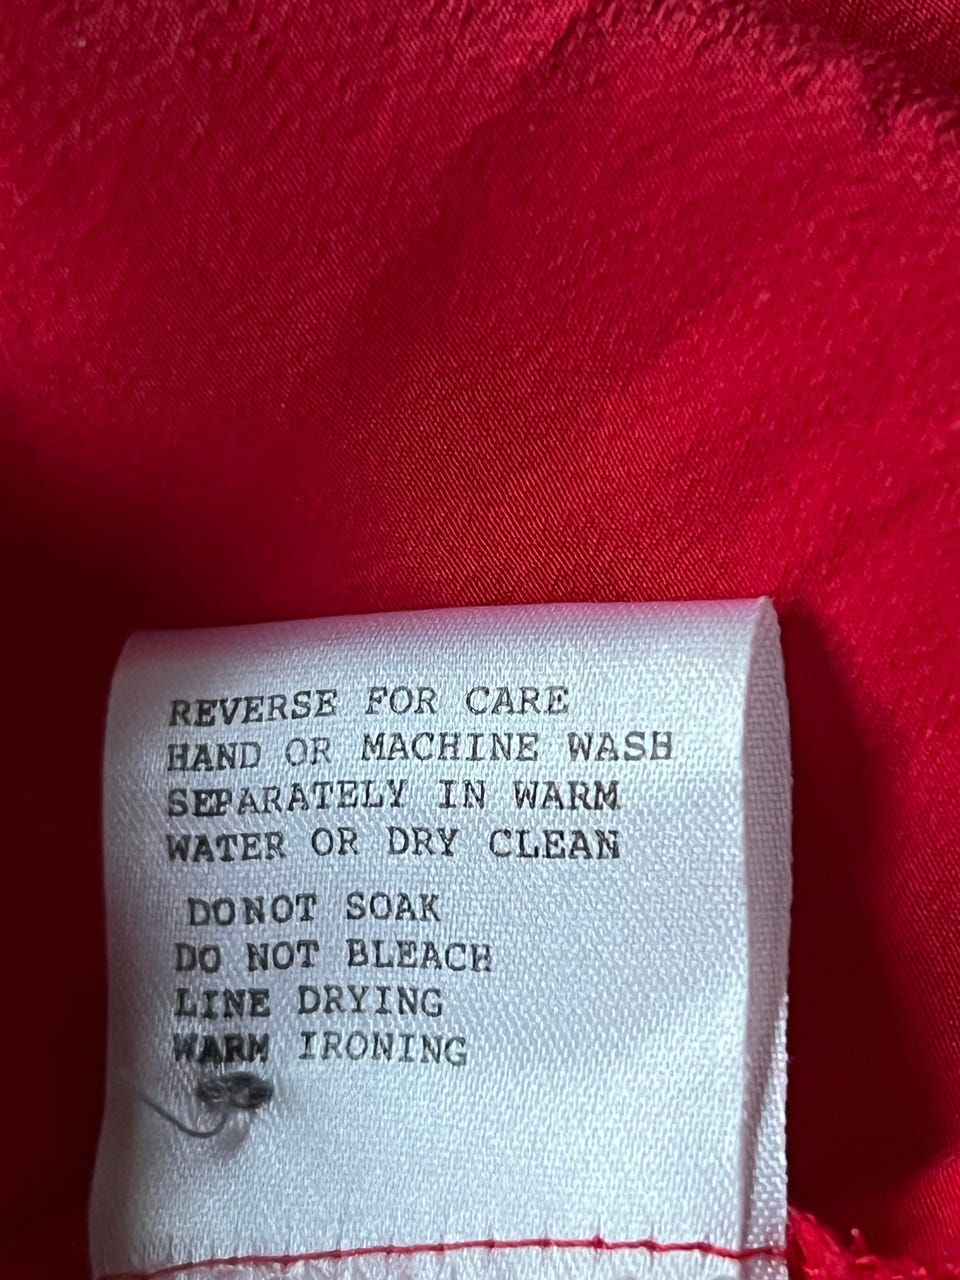 REVERSE FOR CARE
HAND OR MACHINE WASH
SEPARATELY IN WARM
WATER OR DRY CLEAN
DONOT SOAK
DO NOT BLEACH
LINE DRYING
WARM IRONING